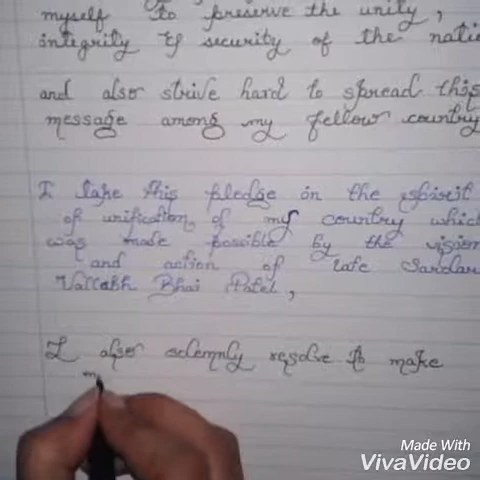 myself to preserve the unity,
integrity & security of the nati
and also strive hard to spread this
message among my fellow country
I take this pledge in the spirit
of unification of my country which
was made possible by the vision
and action of late Sardar
Vallabh Bhai Patel,
I also solemnly resolve to make
m
Made With
VivaVideo